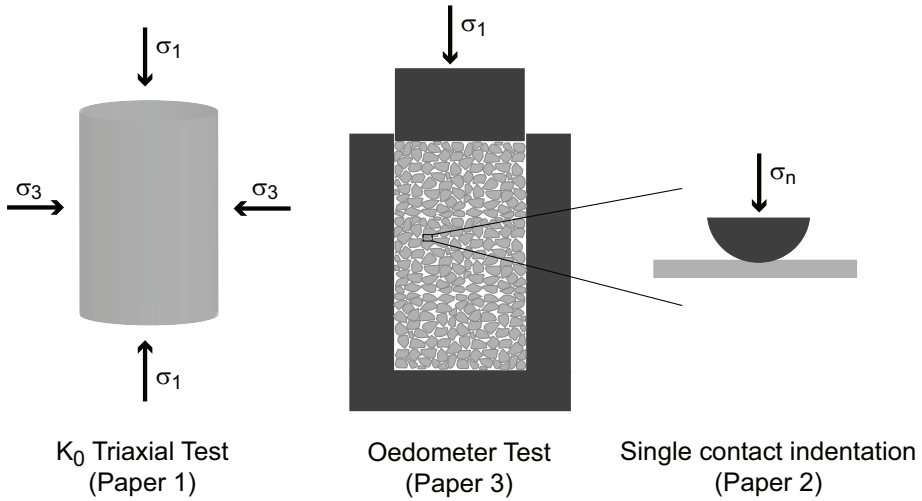 σ1
σ3
σ3
σ1
K0 Triaxial Test
(Paper 1)
σ1
Oedometer Test
(Paper 3)
σn
Single contact indentation
(Paper 2)